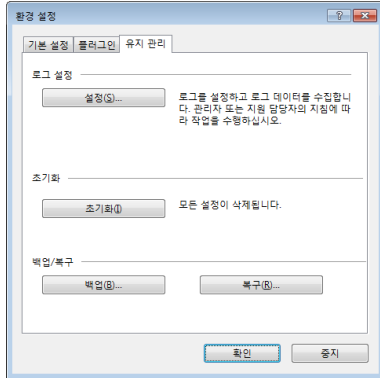 환경 설정
기본 설정 플러그인 유지 관리
로그 설정
설정(S)... 로그를 설정하고 로그 데이터를 수집합니
다. 관리자 또는 지원 담당자의 지침에 따
라 작업을 수행하십시오.
초기화
초기화(I) 모든 설정이 삭제됩니다.
백업/복구
백업(B)... 복구(R)...
확인 중지